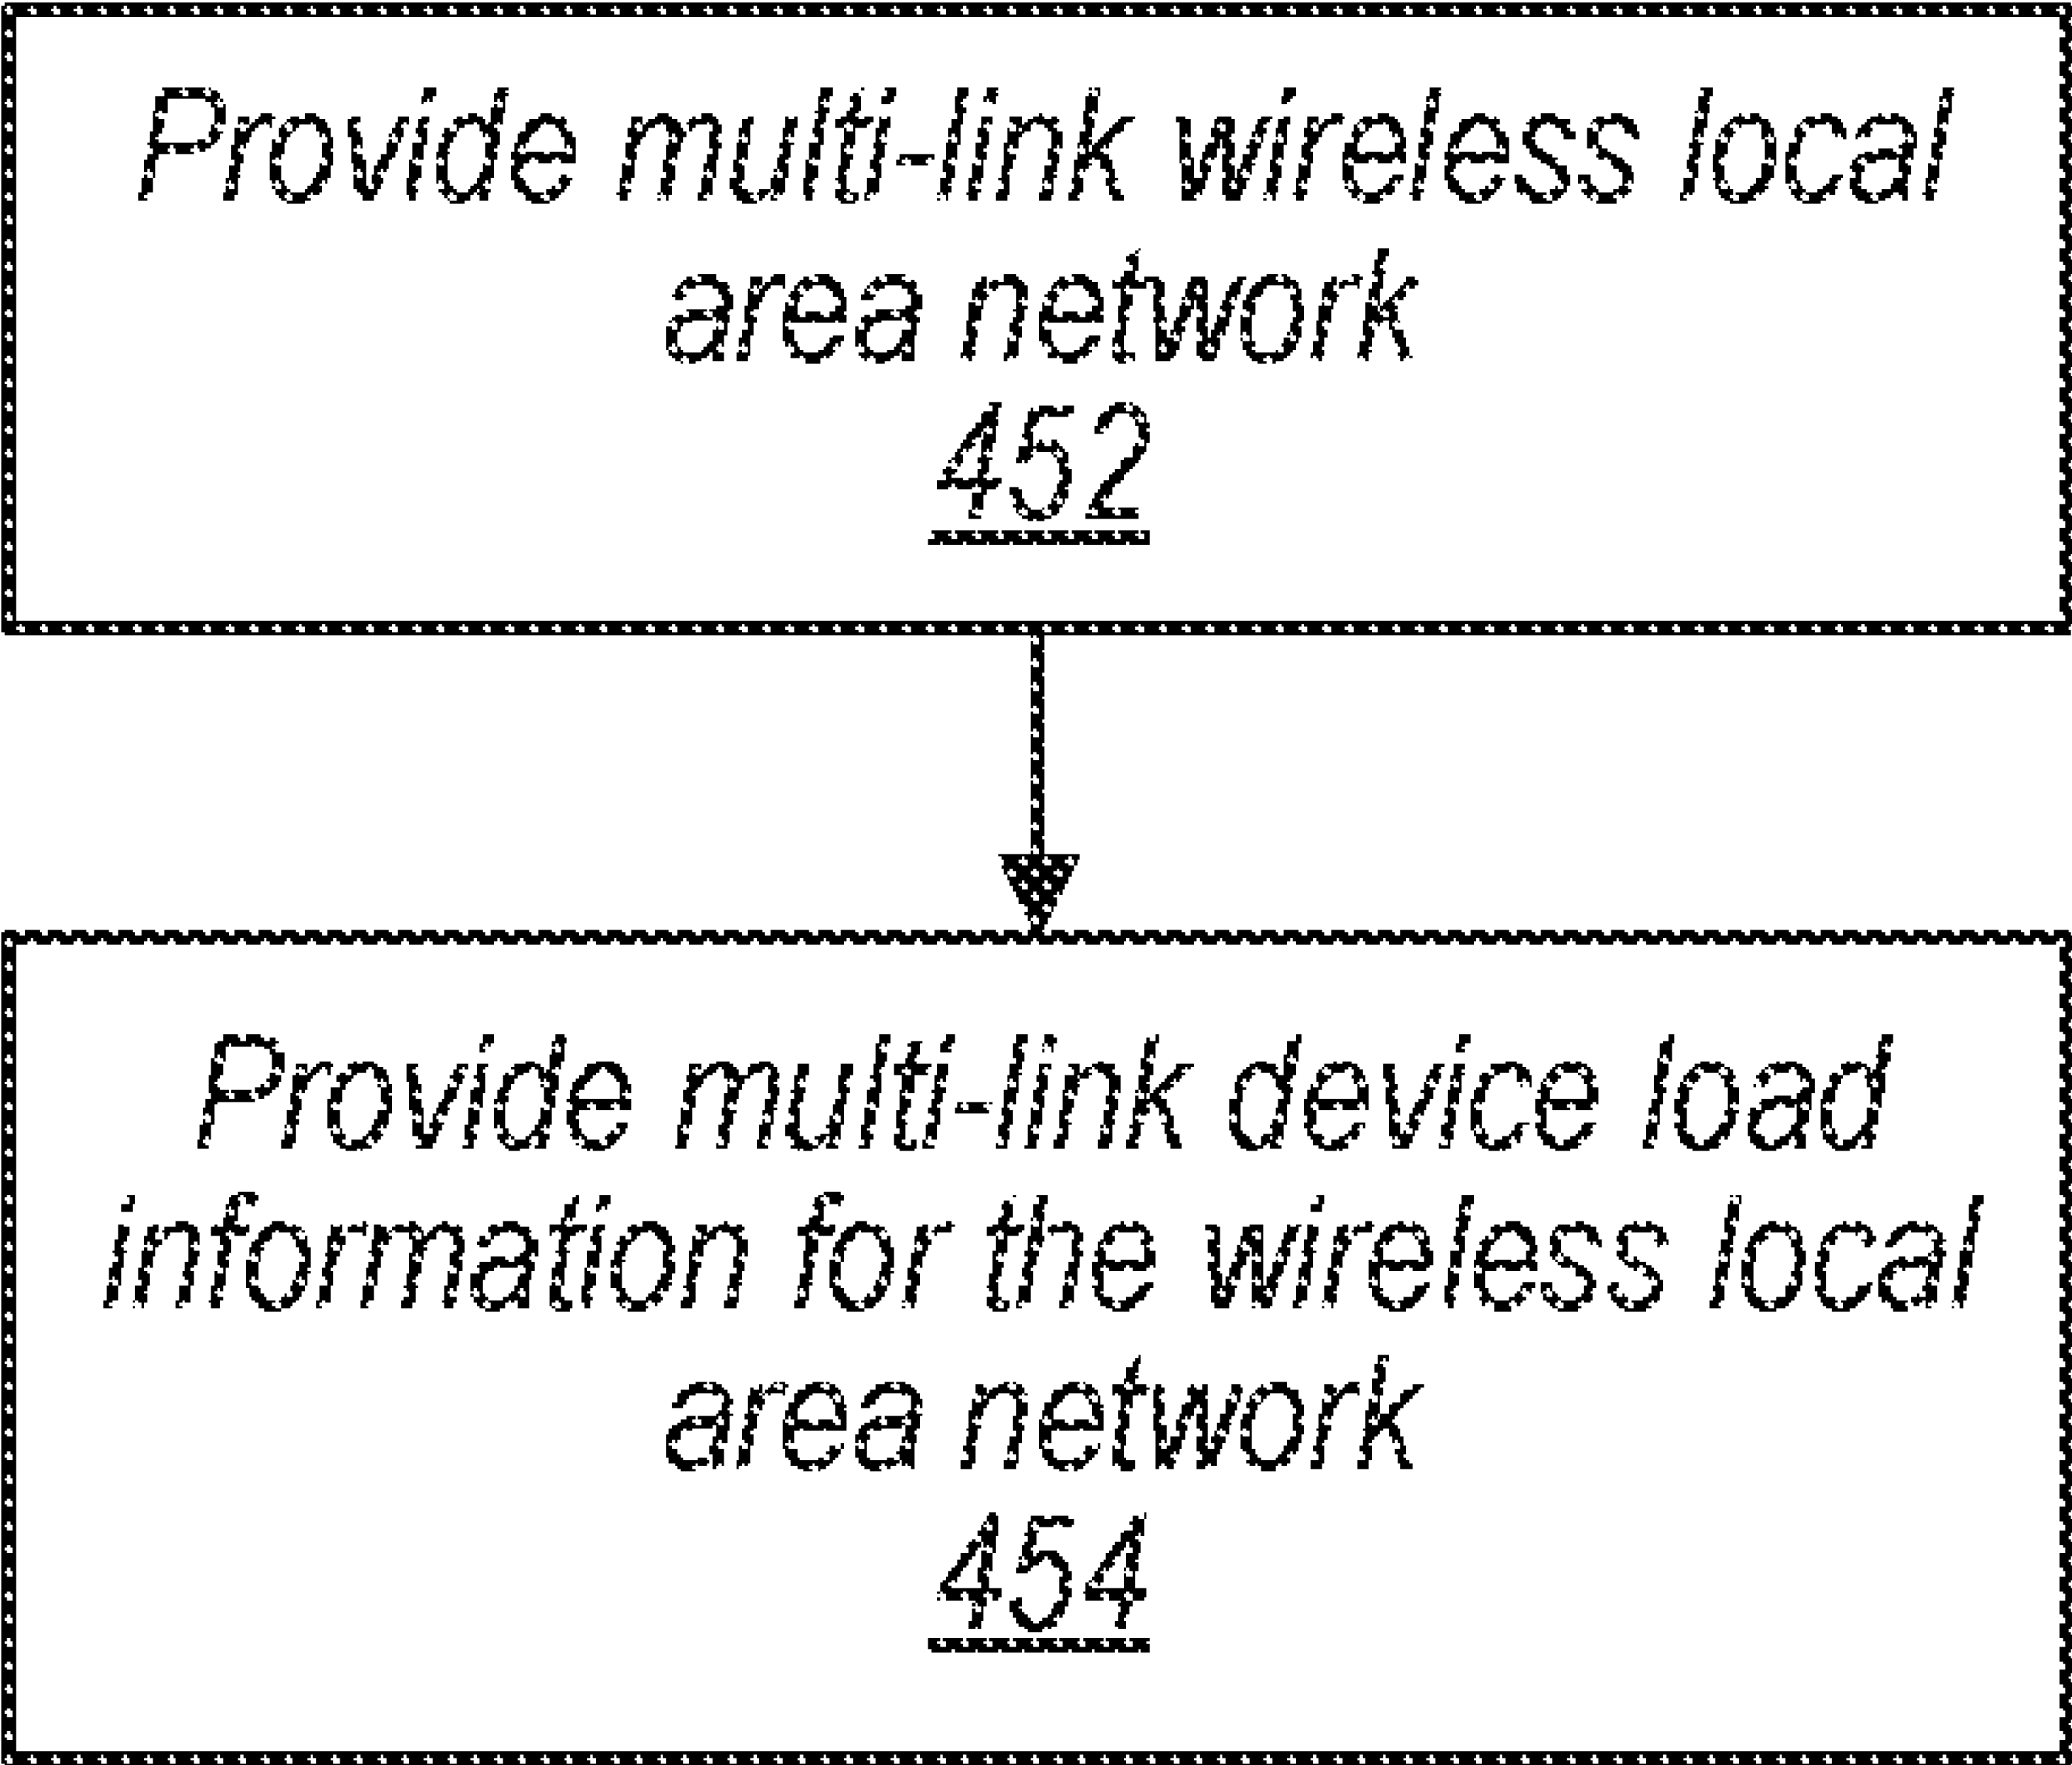 Provide multi-link wireless local
area network
452
Provide multi-link device load
information for the wireless local
area network
454